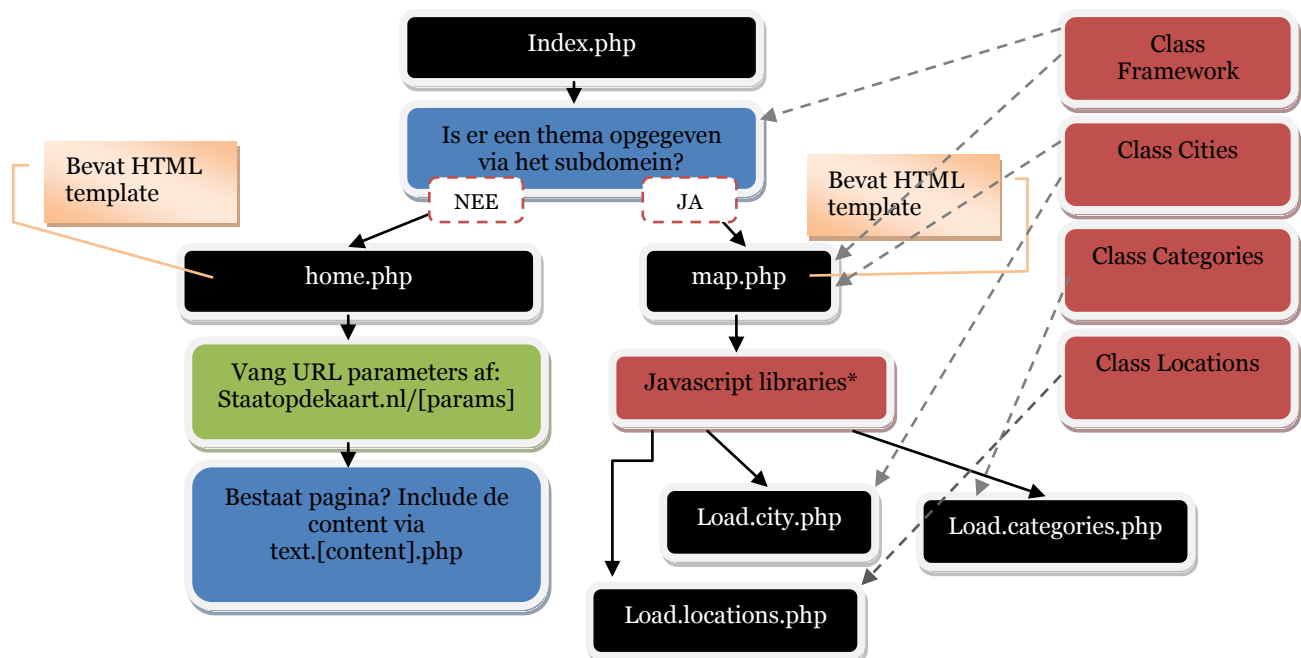 Index.php
Class
Framework
Is er een thema opgegeven
via het subdomein?
Bevat HTML
template
NEE
JA
Bevat HTML
template
Class Cities
home.php
map.php
Class Categories
Vang URL parameters af:
Staatopdekaart.nl/[params]
Javascript libraries*
Class Locations
Bestaat pagina? Include de
content via
text.[content].php
Load.city.php
Load.categories.php
Load.locations.php